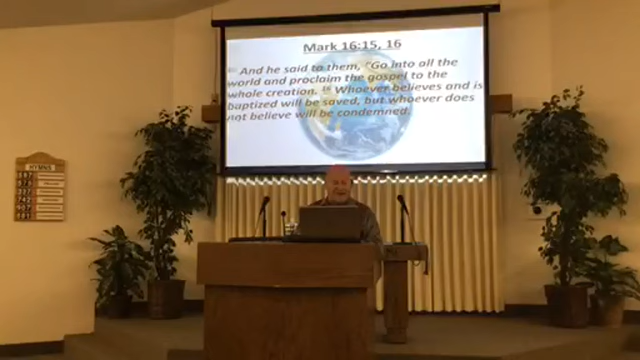 Mark 16:15, 16
15 And he said to them, "Go into all the
world and proclaim the gospel to the
whole creation. 16 Whoever believes and is
baptized will be saved, but whoever does
not believe will be condemned.
HYMNS